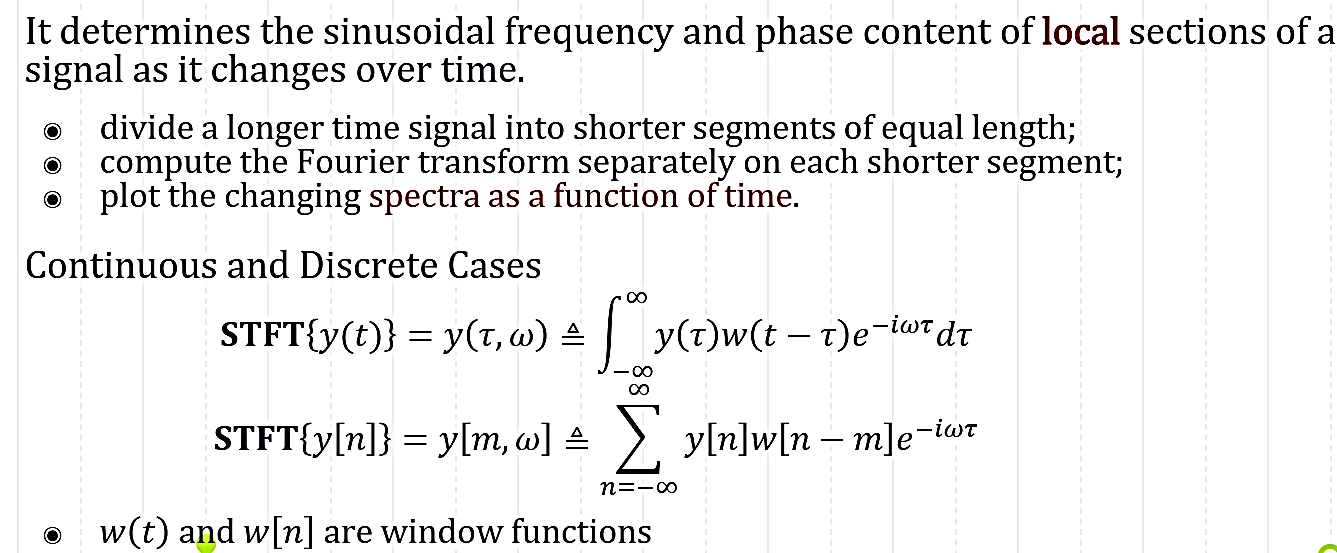 It determines the sinusoidal frequency and phase content of local sections of a
signal as it changes over time.
◉ divide a longer time signal into shorter segments of equal length;
◉ compute the Fourier transform separately on each shorter segment;
◉ plot the changing spectra as a function of time.
Continuous and Discrete Cases
STFT{y(t)} = y(τ, ω) ≜ ∫_{−∞}^{∞} y(τ)w(t − τ)e^{−iωτ} dτ
STFT{y[n]} = y[m, ω] ≜ ∑_{n=−∞}^{∞} y[n]w[n − m]e^{−iωτ}
◉ w(t) and w[n] are window functions